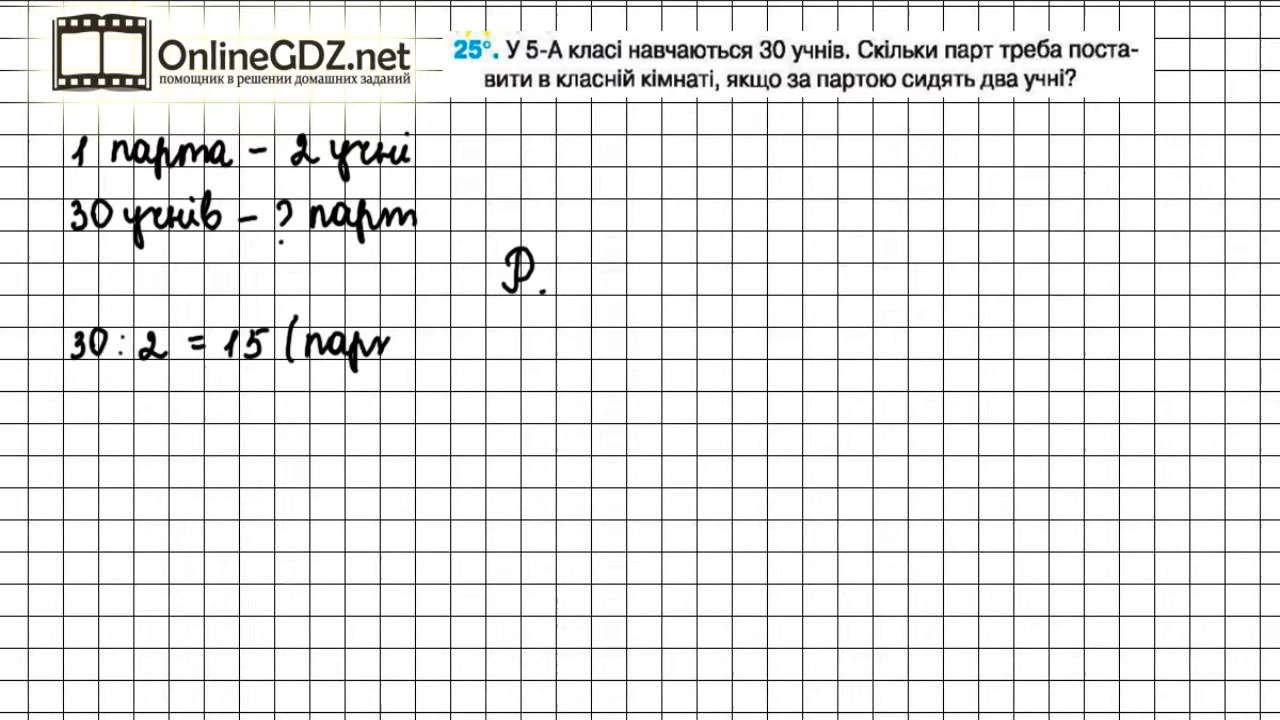 OnlineGDZ.net
помощник в решении домашних заданий
25°. У 5-А класі навчаються 30 учнів. Скільки парт треба поста-
вити в класній кімнаті, якщо за партою сидять два учні?
1 парта - 2 учні
30 учнів - ? парт
Р.
30 : 2 = 15 (парт